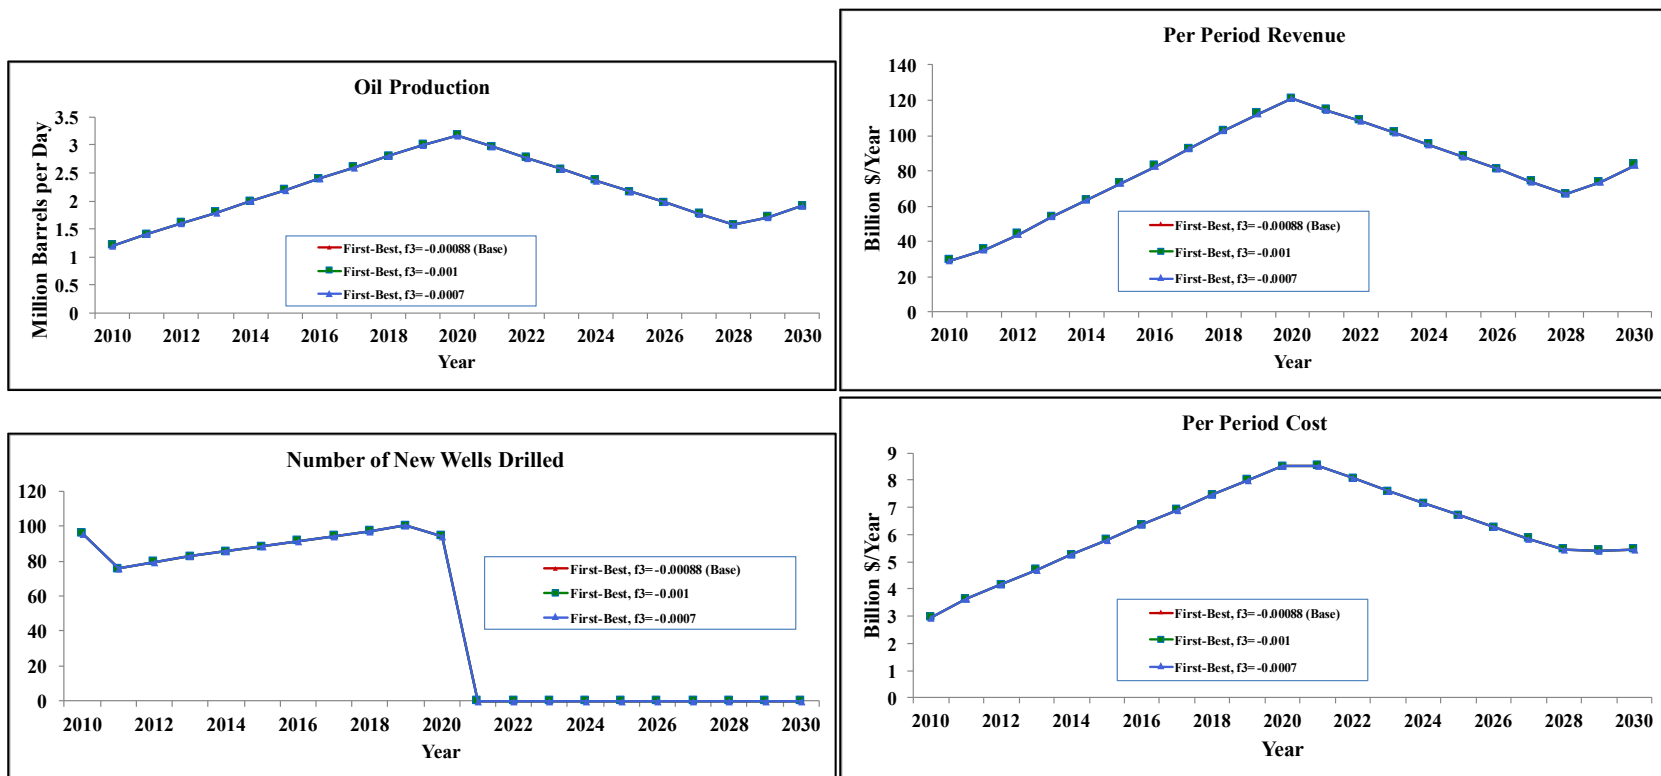 Oil Production
Million Barrels per Day
3.5
3
2.5
2
1.5
1
0.5
0
First-Best, f3= -0.00088 (Base)
First-Best, f3= -0.001
First-Best, f3= -0.0007
2010 2012 2014 2016 2018 2020 2022 2024 2026 2028 2030
Year
Per Period Revenue
Billion $/Year
140
120
100
80
60
40
20
0
First-Best, f3= -0.00088 (Base)
First-Best, f3= -0.001
First-Best, f3= -0.0007
2010 2012 2014 2016 2018 2020 2022 2024 2026 2028 2030
Year
Number of New Wells Drilled
120
100
80
60
40
20
0
First-Best, f3= -0.00088 (Base)
First-Best, f3= -0.001
First-Best, f3= -0.0007
2010 2012 2014 2016 2018 2020 2022 2024 2026 2028 2030
Year
Per Period Cost
Billion $/Year
9
8
7
6
5
4
3
2
1
0
First-Best, f3= -0.00088 (Base)
First-Best, f3= -0.001
First-Best, f3= -0.0007
2010 2012 2014 2016 2018 2020 2022 2024 2026 2028 2030
Year